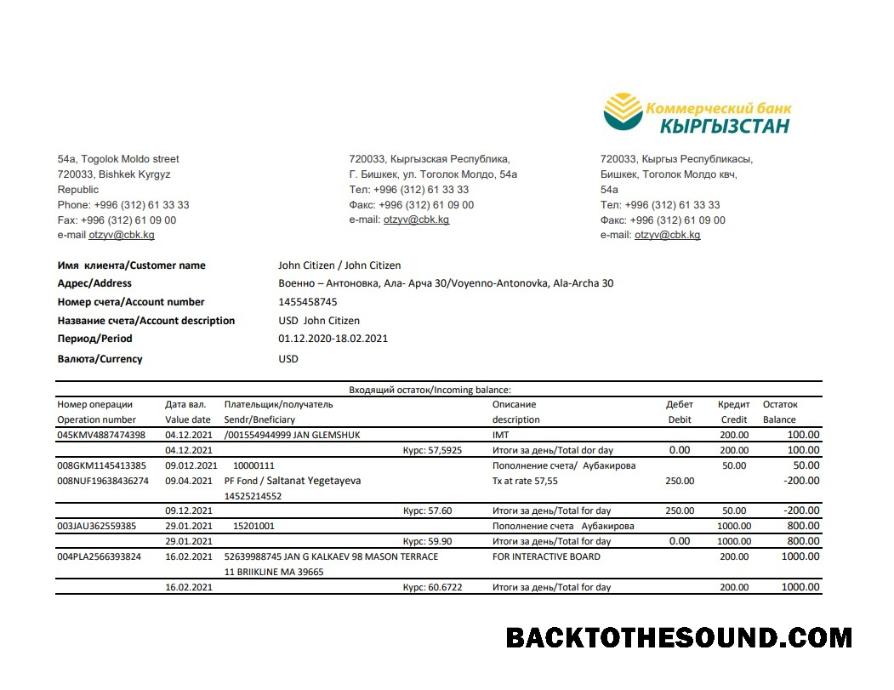 Коммерческий банк
КЫРГЫЗСТАН
54a, Togolok Moldo street
720033, Bishkek Kyrgyz
Republic
Phone: +996 (312) 61 33 33
Fax: +996 (312) 61 09 00
e-mail otzyv@cbk.kg
720033, Кыргызская Республика,
Г. Бишкек, ул. Тоголок Молдо, 54а
Тел: +996 (312) 61 33 33
Факс: +996 (312) 61 09 00
e-mail: otzyv@cbk.kg
720033, Кыргыз Республикасы,
Бишкек, Тоголок Молдо квч,
54а
Тел: +996 (312) 61 33 33
Факс: +996 (312) 61 09 00
e-mail: otzyv@cbk.kg
Имя клиента/Customer name John Citizen / John Citizen
Адрес/Address Военно – Антоновка, Ала- Арча 30/Voyenno-Antonovka, Ala-Archa 30
Номер счета/Account number 1455458745
Название счета/Account description USD John Citizen
Период/Period 01.12.2020-18.02.2021
Валюта/Currency USD
Входящий остаток/Incoming balance:
Номер операции Дата вал. Плательщик/получатель Описание Дебет Кредит Остаток
Operation number Value date Sendr/Bneficiary description Debit Credit Balance
045KMV4887474398 04.12.2021 /001554944999 JAN GLEMSHUK IMT 200.00 100.00
04.12.2021 Курс: 57,5925 Итоги за день/Total dor day 0.00 200.00 100.00
008GKM1145413385 09.012.2021 10000111 Пополнение счета/ Аубакирова 50.00 50.00
008NUF19638436274 09.04.2021 PF Fond / Saltanat Yegetayeva Tx at rate 57,55 250.00 -200.00
14525214552
09.12.2021 Курс: 57.60 Итоги за день/Total for day 250.00 50.00 -200.00
003JAU362559385 29.01.2021 15201001 Пополнение счета Аубакирова 1000.00 800.00
29.01.2021 Курс: 59.90 Итоги за день/Total for day 0.00 1000.00 800.00
004PLA2566393824 16.02.2021 52639988745 JAN G KALKAEV 98 MASON TERRACE FOR INTERACTIVE BOARD 200.00 1000.00
11 BRIIKLINE MA 39665
16.02.2021 Курс: 60.6722 Итоги за день/Total for day 200.00 1000.00
BACKTOTHESOUND.COM